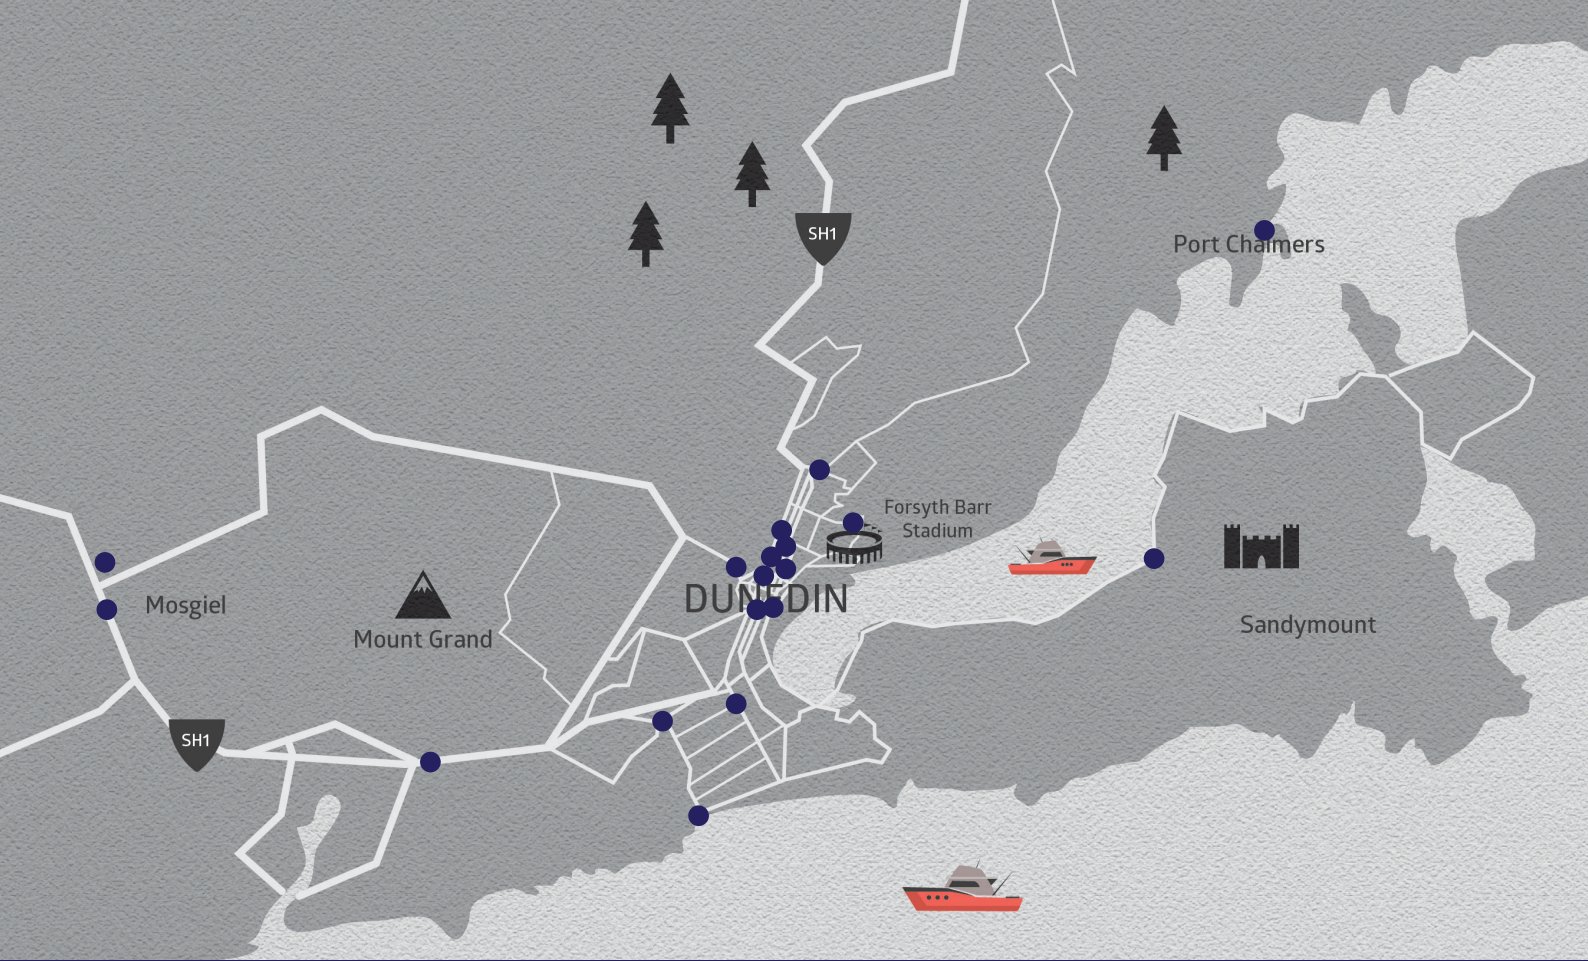 SH1
Port Chalmers
Forsyth Barr
Stadium
DUNEDIN
Mosgiel
Mount Grand
Sandymount
SH1